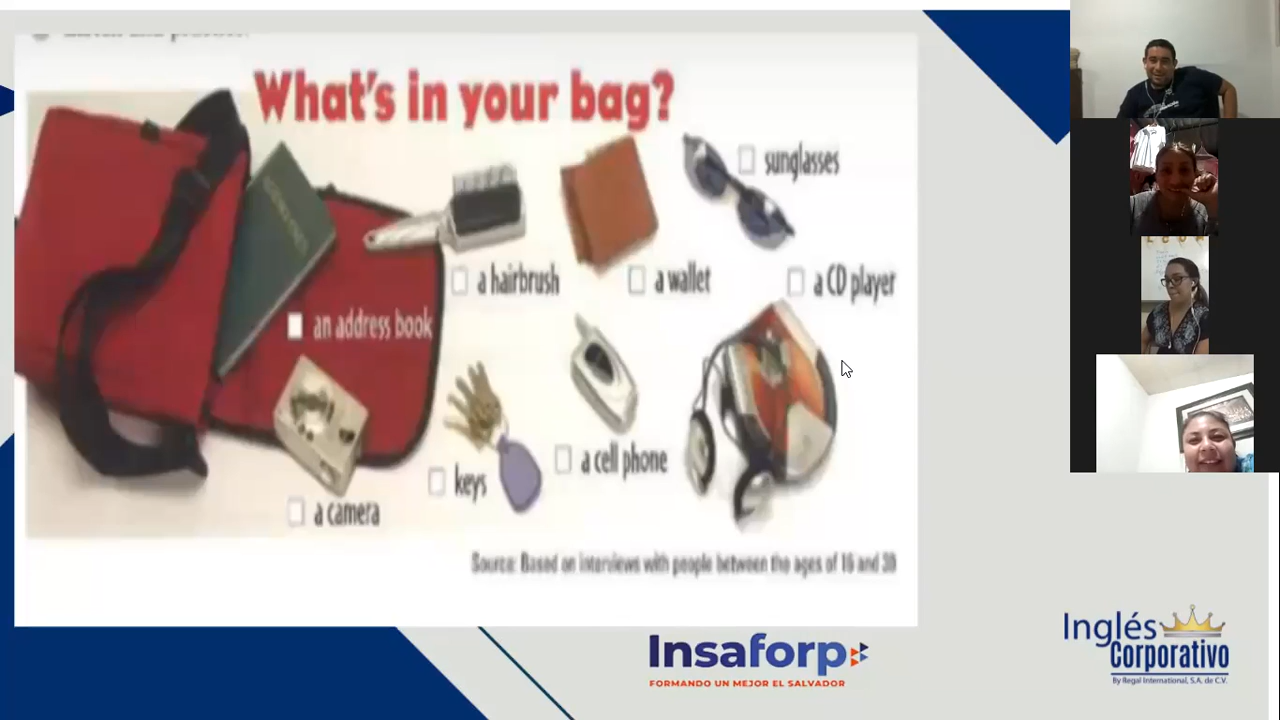 What's in your bag?
sunglasses
a hairbrush
a wallet
a CD player
an address book
a cell phone
keys
a camera
Source: Based on interviews with people between the ages of 16 and 30
Insaforp
FORMANDO UN MEJOR EL SALVADOR
Inglés
Corporativo
By Regal International, S.A. de C.V.